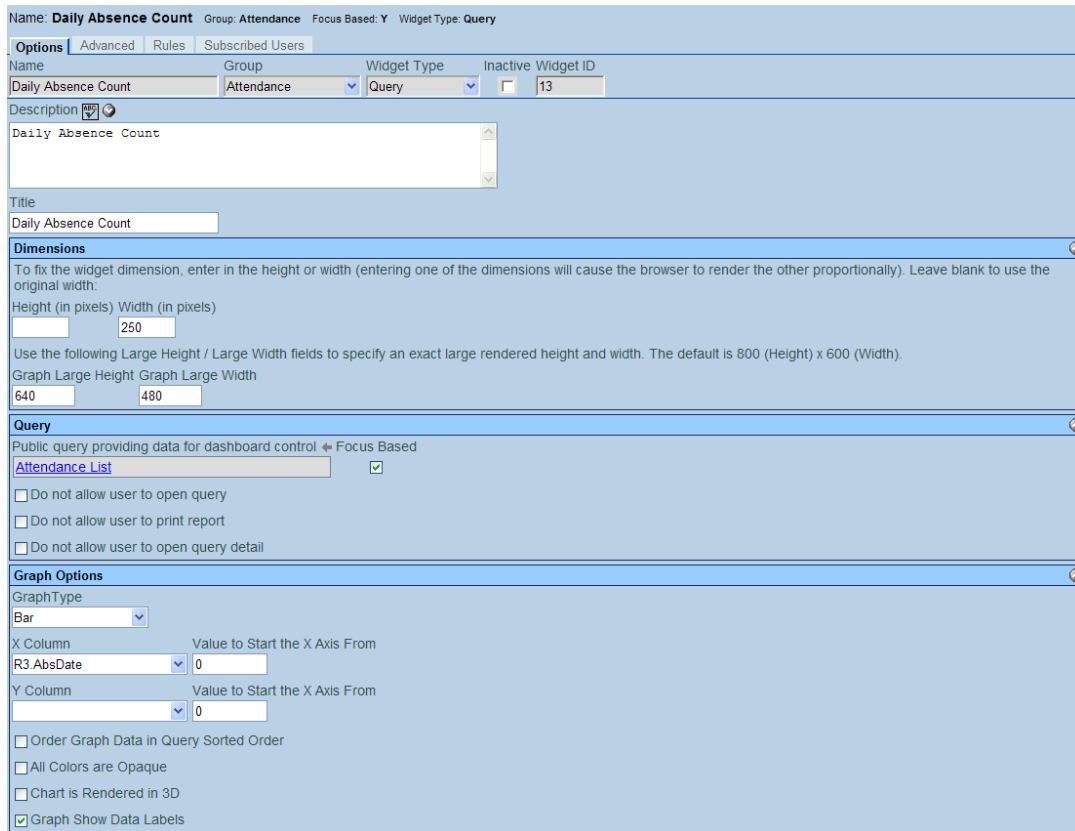 Name: Daily Absence Count Group: Attendance Focus Based: Y Widget Type: Query
Options Advanced Rules Subscribed Users
Name Group Widget Type Inactive Widget ID
Daily Absence Count Attendance Query 13
Description ABC
Daily Absence Count
Title
Daily Absence Count
Dimensions
To fix the widget dimension, enter in the height or width (entering one of the dimensions will cause the browser to render the other proportionally). Leave blank to use the
original width:
Height (in pixels) Width (in pixels)
250
Use the following Large Height / Large Width fields to specify an exact large rendered height and width. The default is 800 (Height) x 600 (Width).
Graph Large Height Graph Large Width
640 480
Query
Public query providing data for dashboard control Focus Based
Attendance List
Do not allow user to open query
Do not allow user to print report
Do not allow user to open query detail
Graph Options
GraphType
Bar
X Column Value to Start the X Axis From
R3.AbsDate 0
Y Column Value to Start the X Axis From
0
Order Graph Data in Query Sorted Order
All Colors are Opaque
Chart is Rendered in 3D
Graph Show Data Labels